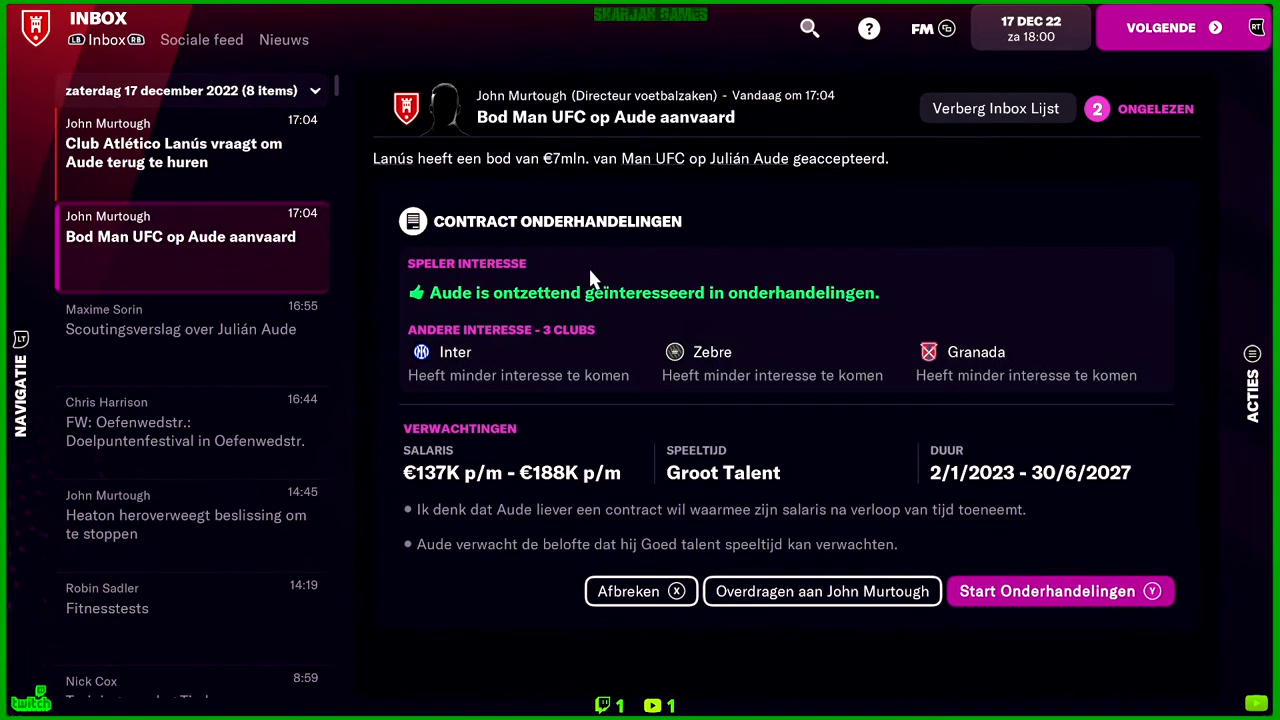 SKARJAK GAMES
INBOX
LB Inbox RB Sociale feed Nieuws
? FM
17 DEC 22
za 18:00
VOLGENDE RT
zaterdag 17 december 2022 (8 items)
John Murtough 17:04
Club Atlético Lanús vraagt om
Aude terug te huren
John Murtough 17:04
Bod Man UFC op Aude aanvaard
Maxime Sorin 16:55
Scoutingsverslag over Julián Aude
Chris Harrison 16:44
FW: Oefenwedstr.:
Doelpuntenfestival in Oefenwedstr.
John Murtough 14:45
Heaton heroverweegt beslissing om
te stoppen
Robin Sadler 14:19
Fitnesstests
Nick Cox 8:59
LT
NAVIGATIE
John Murtough (Directeur voetbalzaken) - Vandaag om 17:04
Bod Man UFC op Aude aanvaard
Verberg Inbox Lijst 2 ONGELEZEN
Lanús heeft een bod van €7mln. van Man UFC op Julián Aude geaccepteerd.
CONTRACT ONDERHANDELINGEN
SPELER INTERESSE
Aude is ontzettend geïnteresseerd in onderhandelingen.
ANDERE INTERESSE - 3 CLUBS
Inter Zebre Granada
Heeft minder interesse te komen Heeft minder interesse te komen Heeft minder interesse te komen
VERWACHTINGEN
SALARIS SPEELTIJD DUUR
€137K p/m - €188K p/m Groot Talent 2/1/2023 - 30/6/2027
• Ik denk dat Aude liever een contract wil waarmee zijn salaris na verloop van tijd toeneemt.
• Aude verwacht de belofte dat hij Goed talent speeltijd kan verwachten.
Afbreken X Overdragen aan John Murtough Start Onderhandelingen Y
ACTIES
twitch
1 1